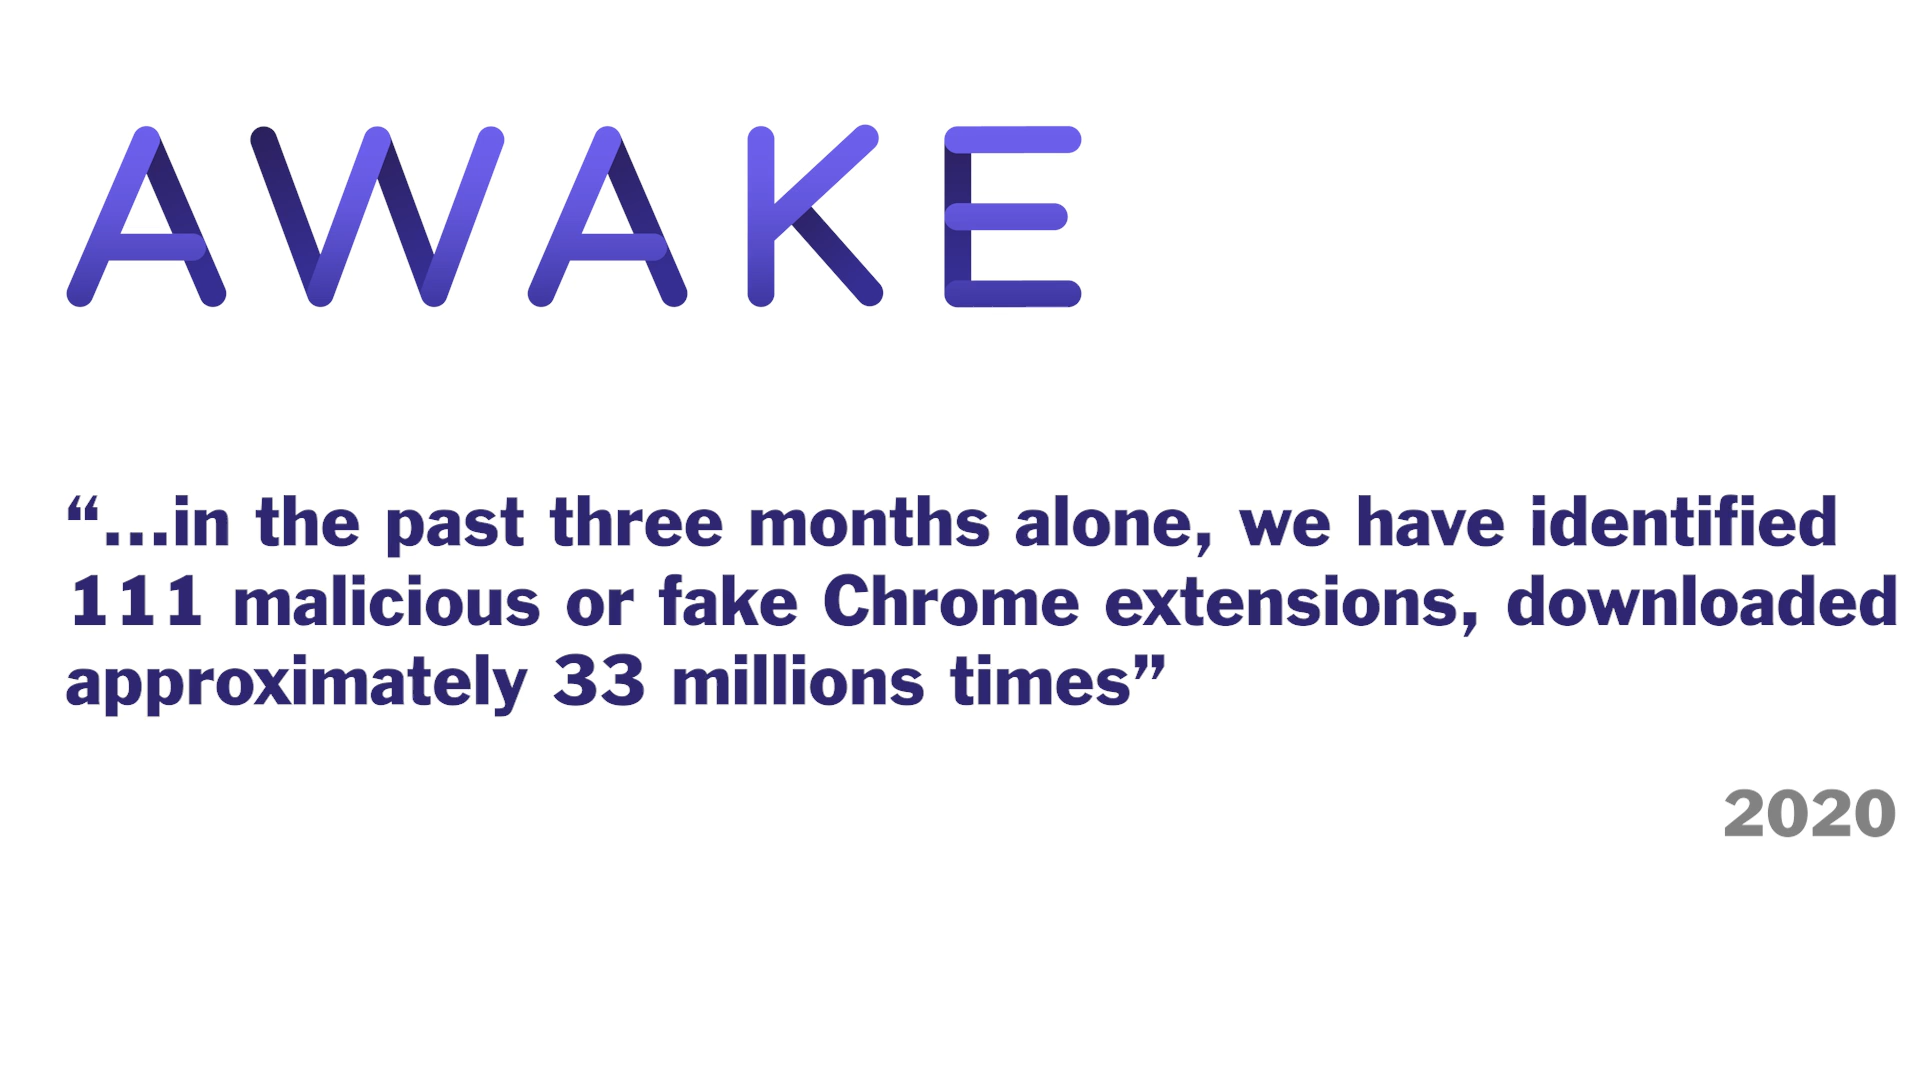 AWAKE
“...in the past three months alone, we have identified
111 malicious or fake Chrome extensions, downloaded
approximately 33 millions times”
2020